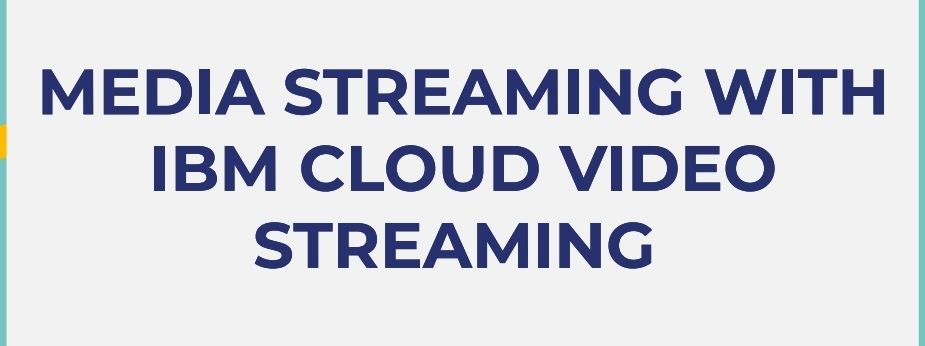 MEDIA STREAMING WITH
IBM CLOUD VIDEO
STREAMING